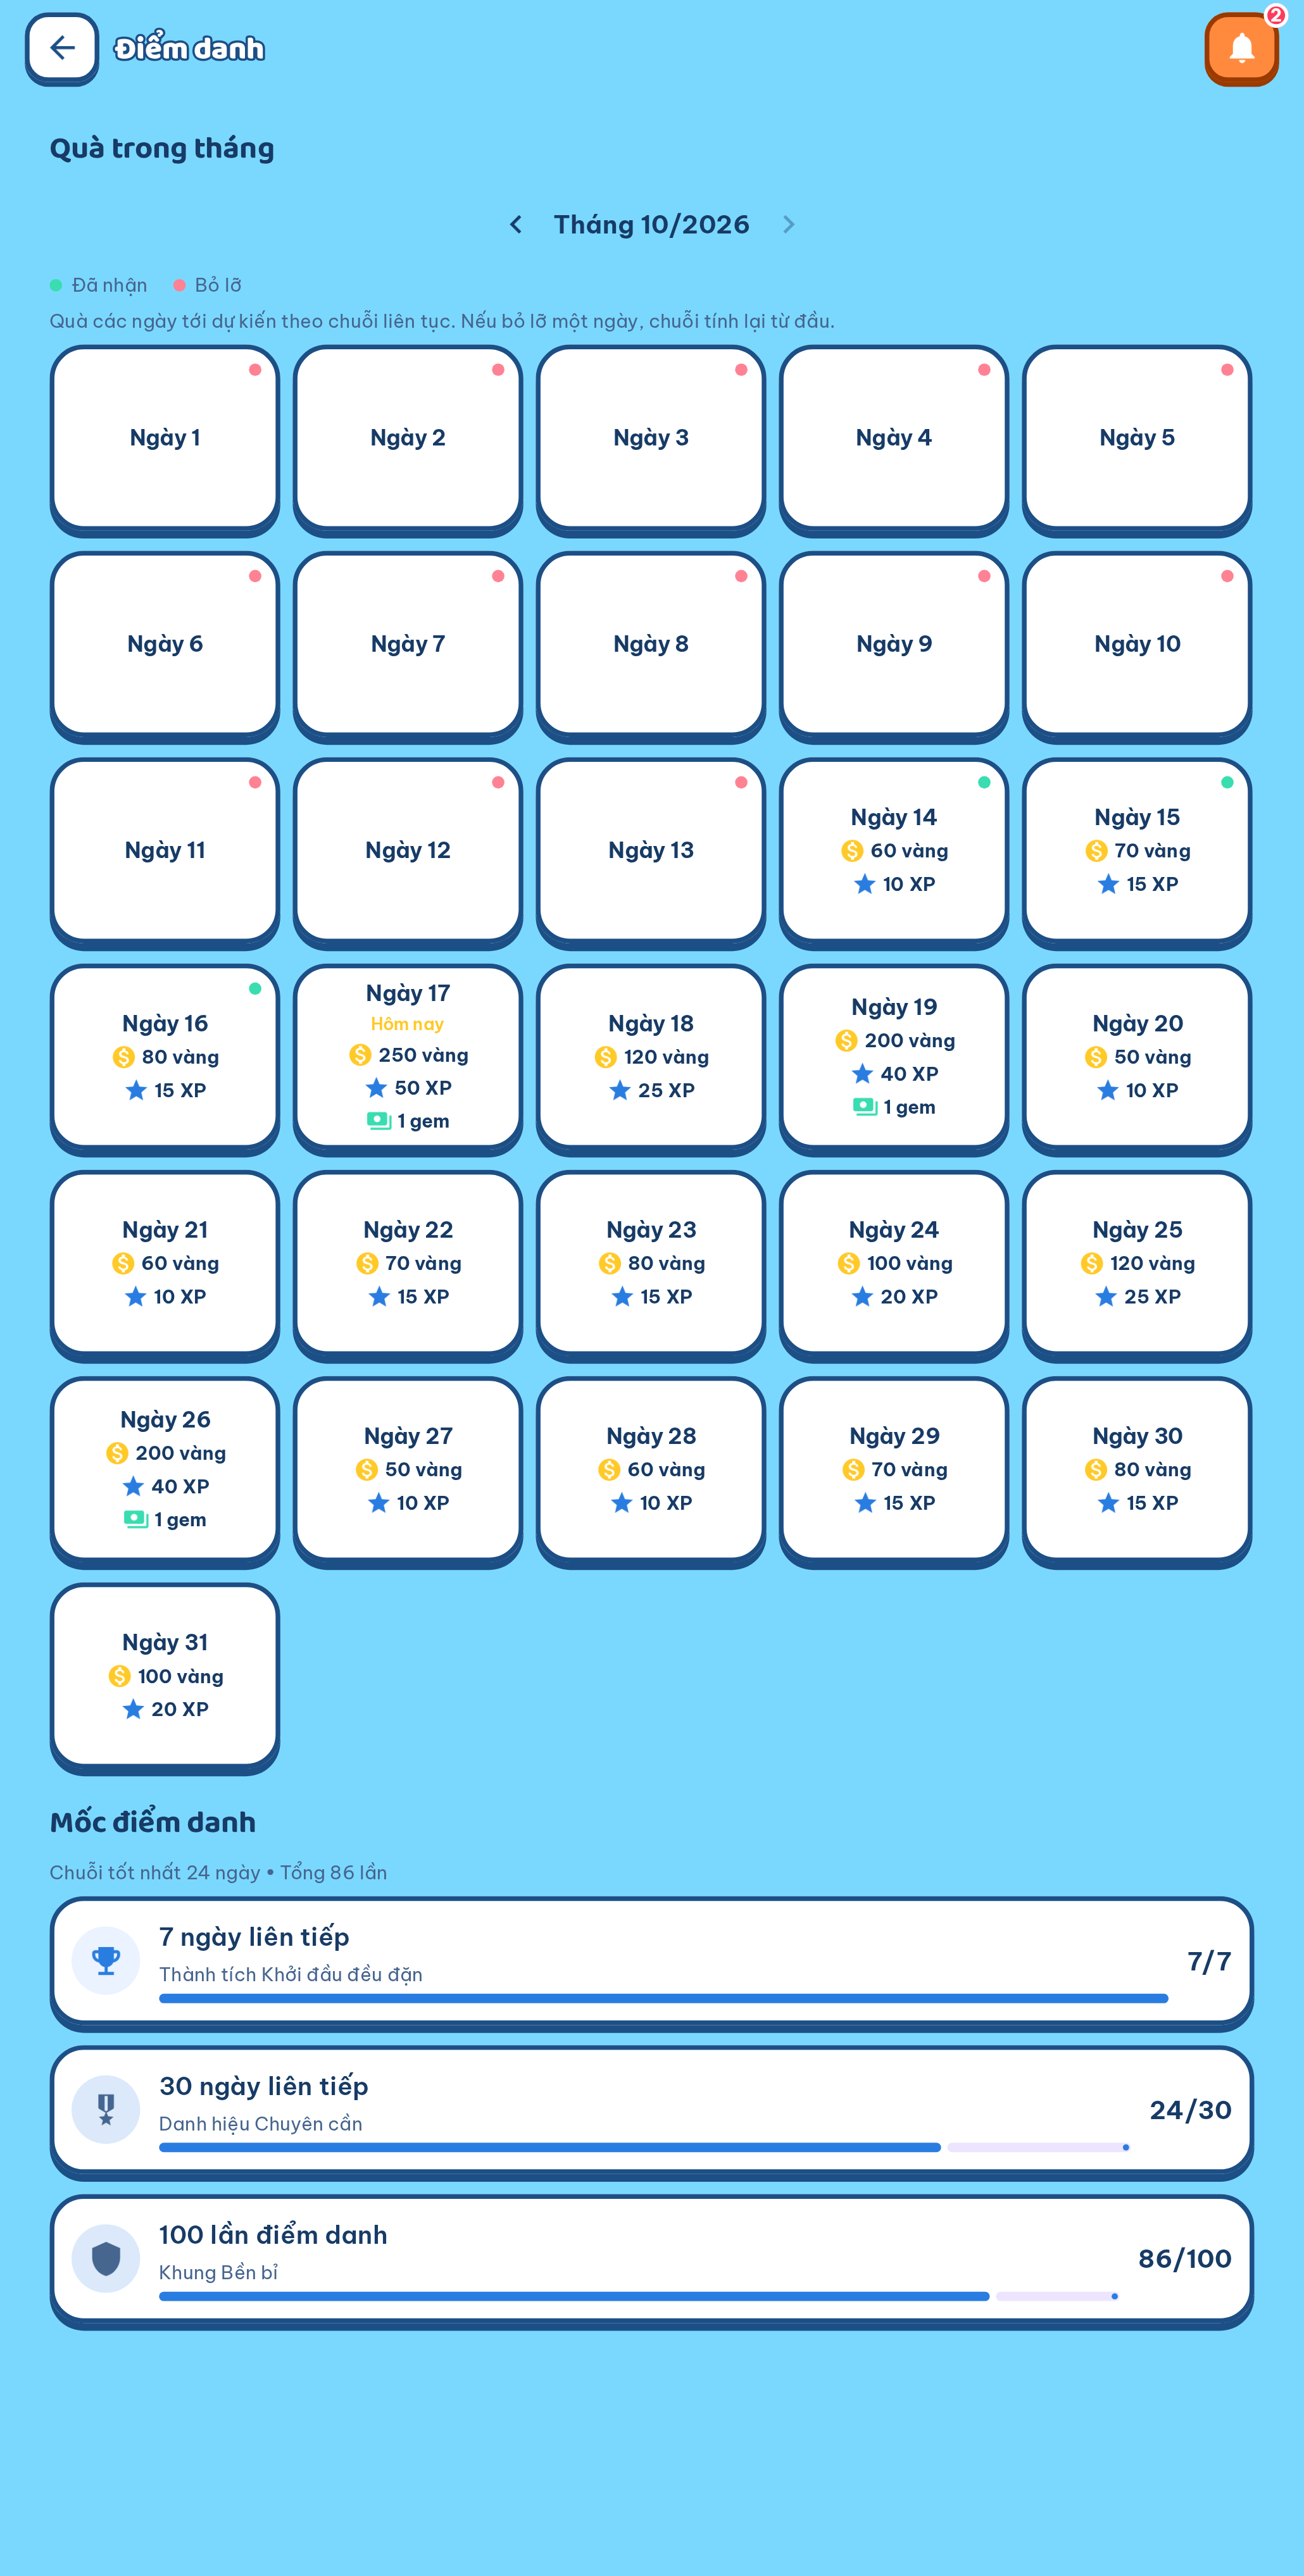 Điểm danh
2
Quà trong tháng
Tháng 10/2026
Đã nhận Bỏ lỡ
Quà các ngày tới dự kiến theo chuỗi liên tục. Nếu bỏ lỡ một ngày, chuỗi tính lại từ đầu.
Ngày 1
Ngày 2
Ngày 3
Ngày 4
Ngày 5
Ngày 6
Ngày 7
Ngày 8
Ngày 9
Ngày 10
Ngày 11
Ngày 12
Ngày 13
Ngày 14
60 vàng
10 XP
Ngày 15
70 vàng
15 XP
Ngày 16
80 vàng
15 XP
Ngày 17
Hôm nay
250 vàng
50 XP
1 gem
Ngày 18
120 vàng
25 XP
Ngày 19
200 vàng
40 XP
1 gem
Ngày 20
50 vàng
10 XP
Ngày 21
60 vàng
10 XP
Ngày 22
70 vàng
15 XP
Ngày 23
80 vàng
15 XP
Ngày 24
100 vàng
20 XP
Ngày 25
120 vàng
25 XP
Ngày 26
200 vàng
40 XP
1 gem
Ngày 27
50 vàng
10 XP
Ngày 28
60 vàng
10 XP
Ngày 29
70 vàng
15 XP
Ngày 30
80 vàng
15 XP
Ngày 31
100 vàng
20 XP
Mốc điểm danh
Chuỗi tốt nhất 24 ngày • Tổng 86 lần
7 ngày liên tiếp
Thành tích Khởi đầu đều đặn
7/7
30 ngày liên tiếp
Danh hiệu Chuyên cần
24/30
100 lần điểm danh
Khung Bền bỉ
86/100